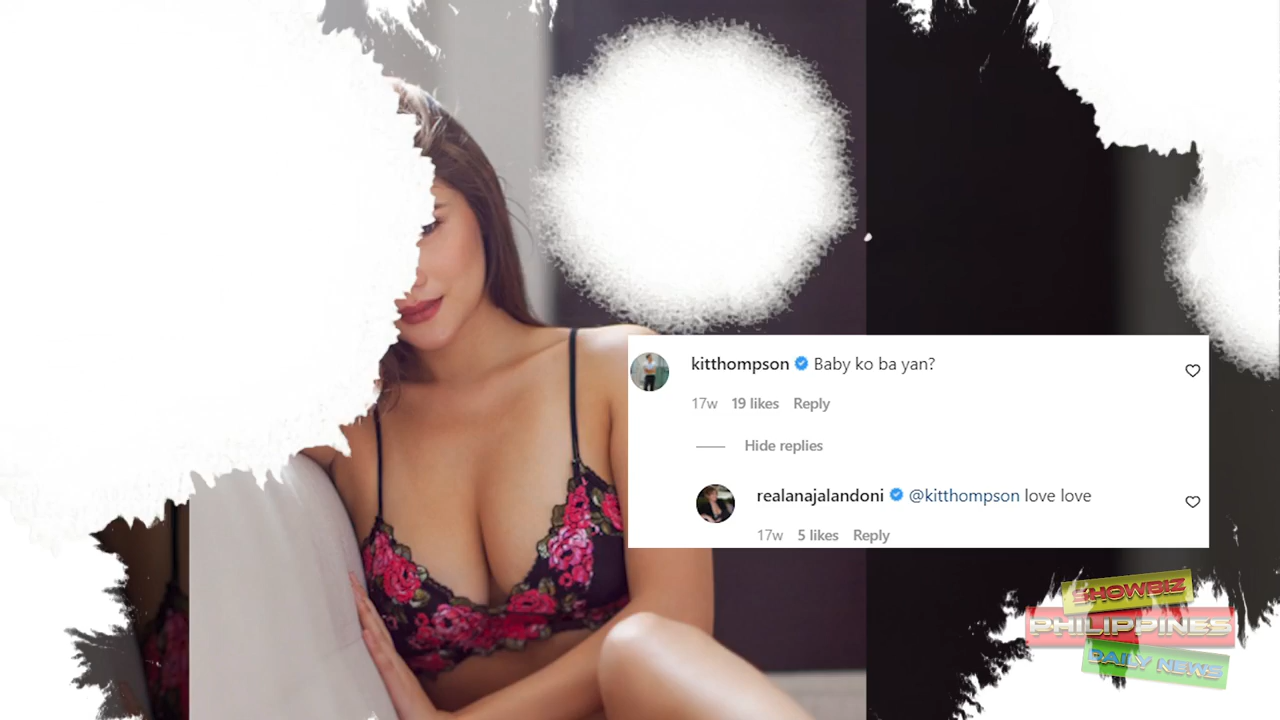 kitthompson Baby ko ba yan?
17w 19 likes Reply
Hide replies
realanajalandoni @kitthompson love love
17w 5 likes Reply
SHOWBIZ
PHILIPPINES
DAILY NEWS